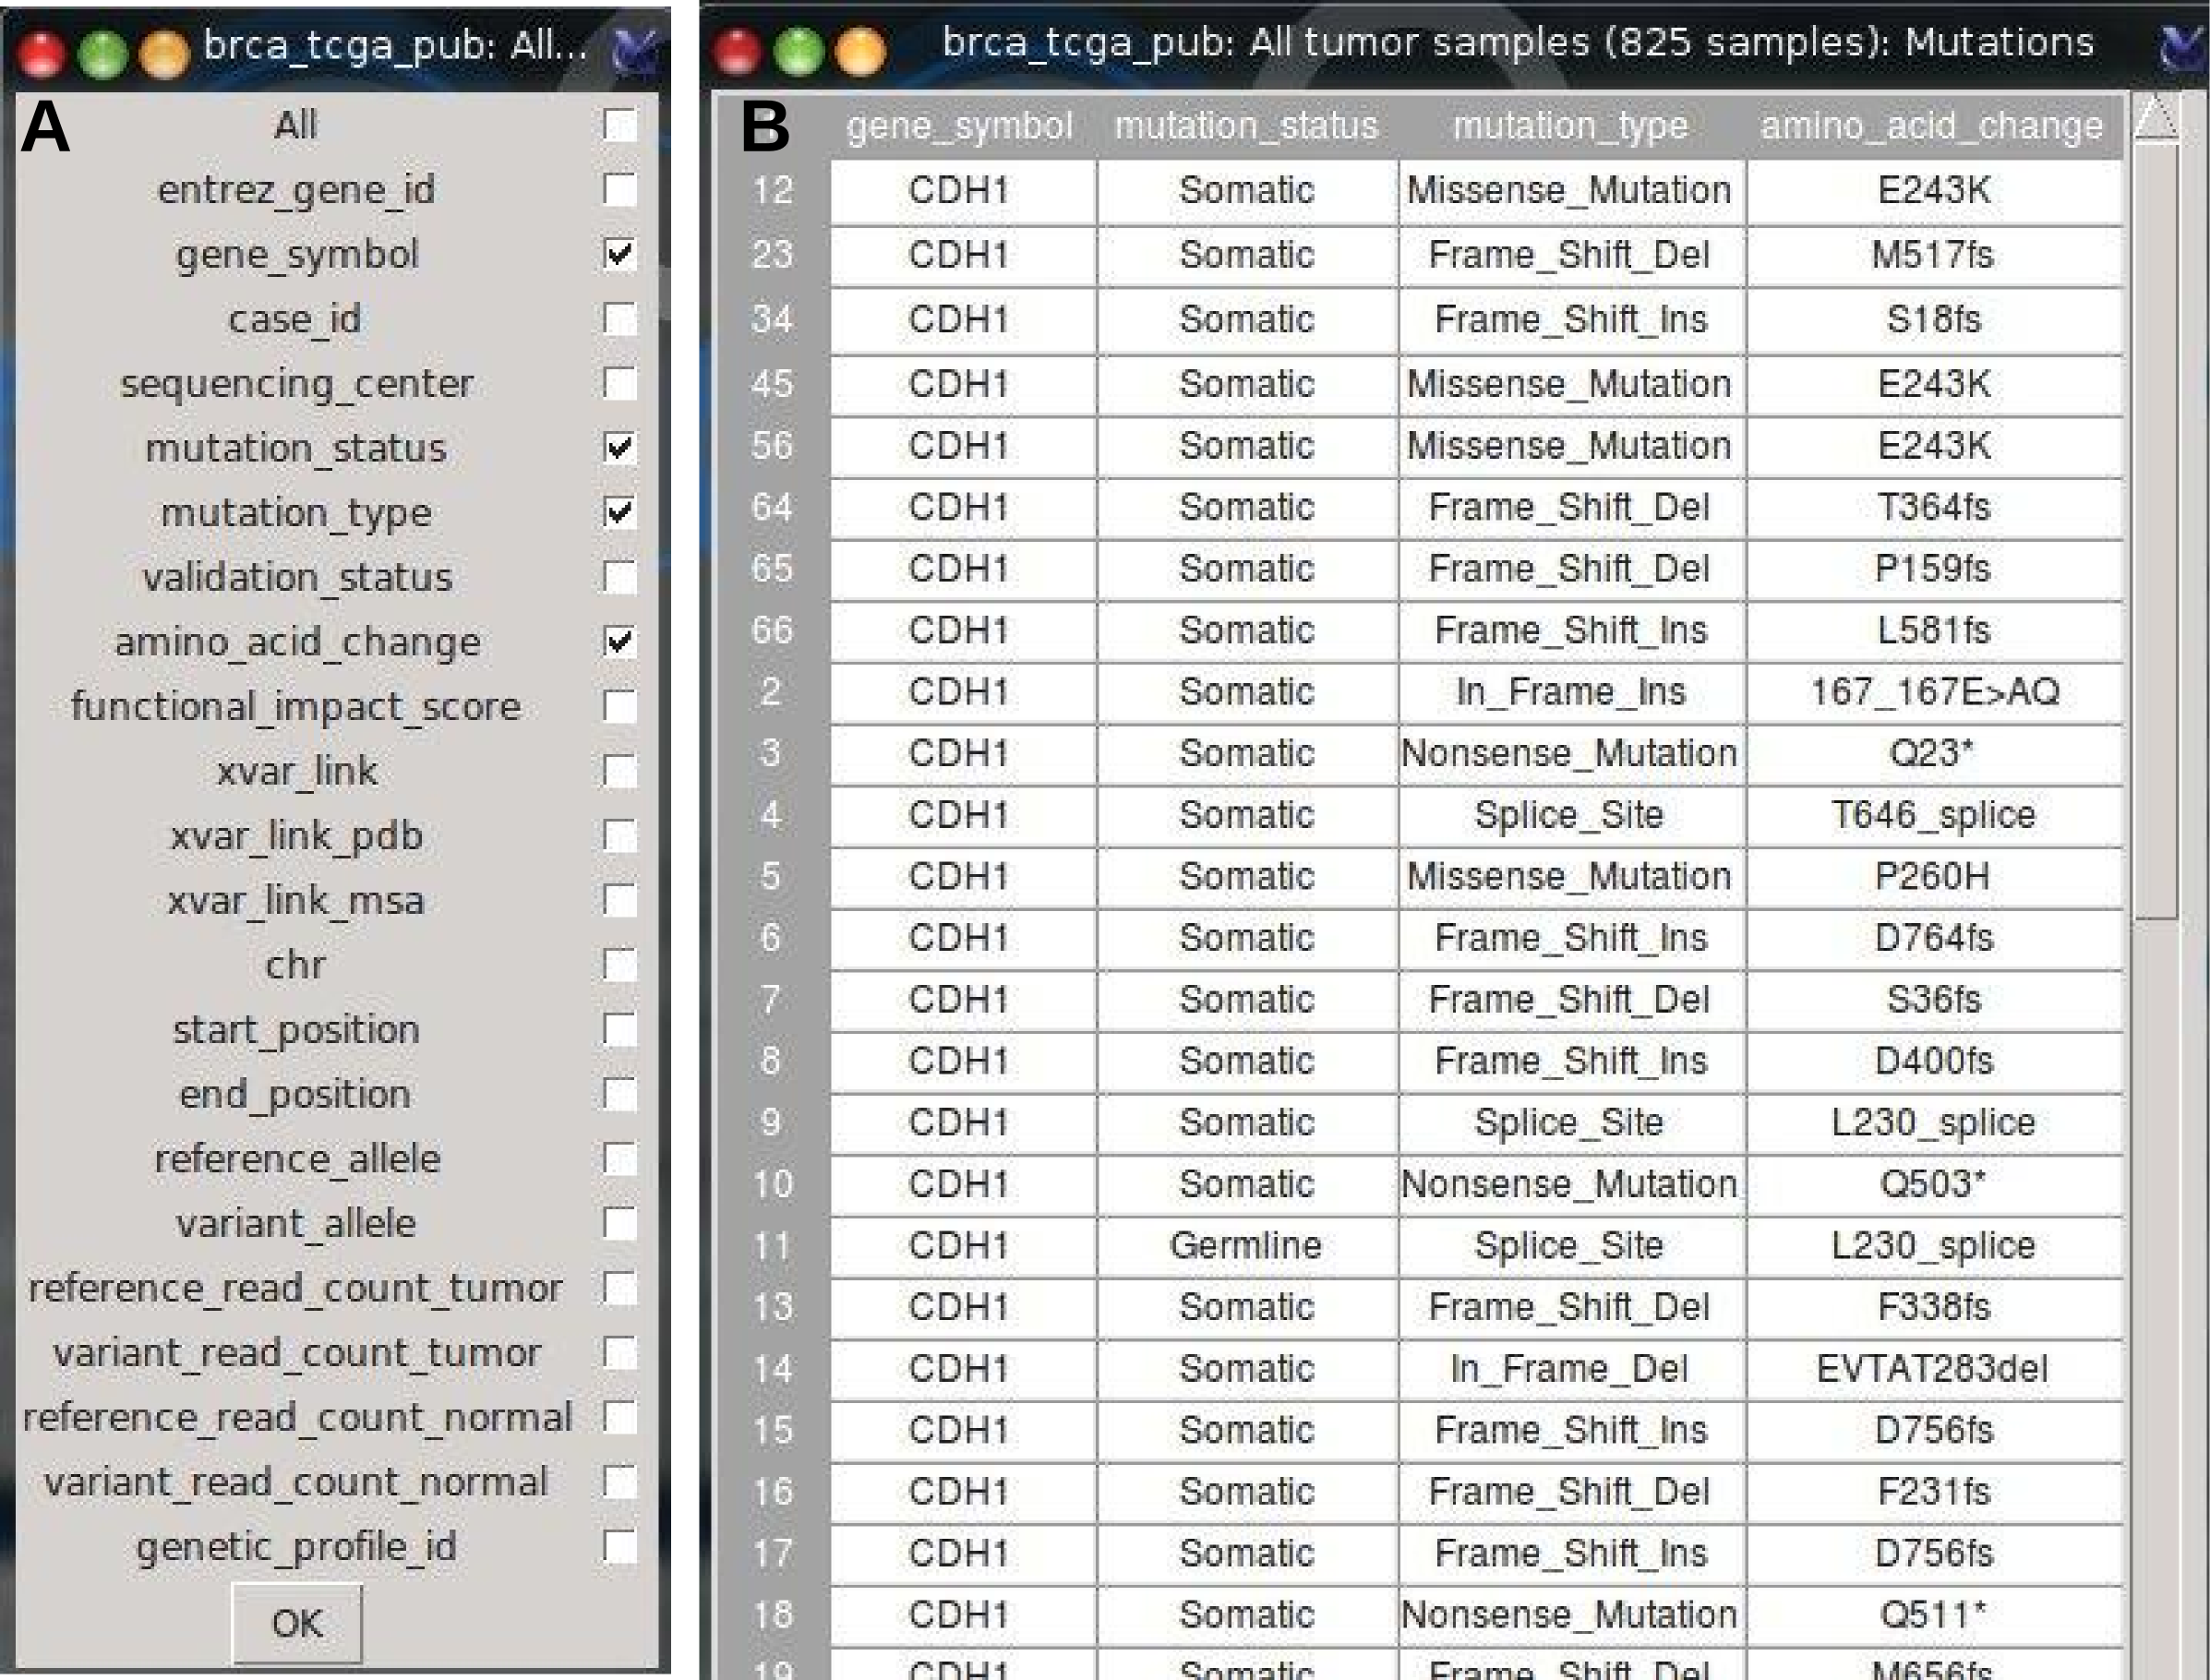 brca_tcga_pub: All...
A
All
entrez_gene_id
gene_symbol
case_id
sequencing_center
mutation_status
mutation_type
validation_status
amino_acid_change
functional_impact_score
xvar_link
xvar_link_pdb
xvar_link_msa
chr
start_position
end_position
reference_allele
variant_allele
reference_read_count_tumor
variant_read_count_tumor
reference_read_count_normal
variant_read_count_normal
genetic_profile_id
OK
brca_tcga_pub: All tumor samples (825 samples): Mutations
B gene_symbol mutation_status mutation_type amino_acid_change
12 CDH1 Somatic Missense_Mutation E243K
23 CDH1 Somatic Frame_Shift_Del M517fs
34 CDH1 Somatic Frame_Shift_Ins S18fs
45 CDH1 Somatic Missense_Mutation E243K
56 CDH1 Somatic Missense_Mutation E243K
64 CDH1 Somatic Frame_Shift_Del T364fs
65 CDH1 Somatic Frame_Shift_Del P159fs
66 CDH1 Somatic Frame_Shift_Ins L581fs
2 CDH1 Somatic In_Frame_Ins 167_167E>AQ
3 CDH1 Somatic Nonsense_Mutation Q23*
4 CDH1 Somatic Splice_Site T646_splice
5 CDH1 Somatic Missense_Mutation P260H
6 CDH1 Somatic Frame_Shift_Ins D764fs
7 CDH1 Somatic Frame_Shift_Del S36fs
8 CDH1 Somatic Frame_Shift_Ins D400fs
9 CDH1 Somatic Splice_Site L230_splice
10 CDH1 Somatic Nonsense_Mutation Q503*
11 CDH1 Germline Splice_Site L230_splice
13 CDH1 Somatic Frame_Shift_Del F338fs
14 CDH1 Somatic In_Frame_Del EVTAT283del
15 CDH1 Somatic Frame_Shift_Ins D756fs
16 CDH1 Somatic Frame_Shift_Del F231fs
17 CDH1 Somatic Frame_Shift_Ins D756fs
18 CDH1 Somatic Nonsense_Mutation Q511*
19 CDH1 Somatic Frame_Shift_Del M656fs